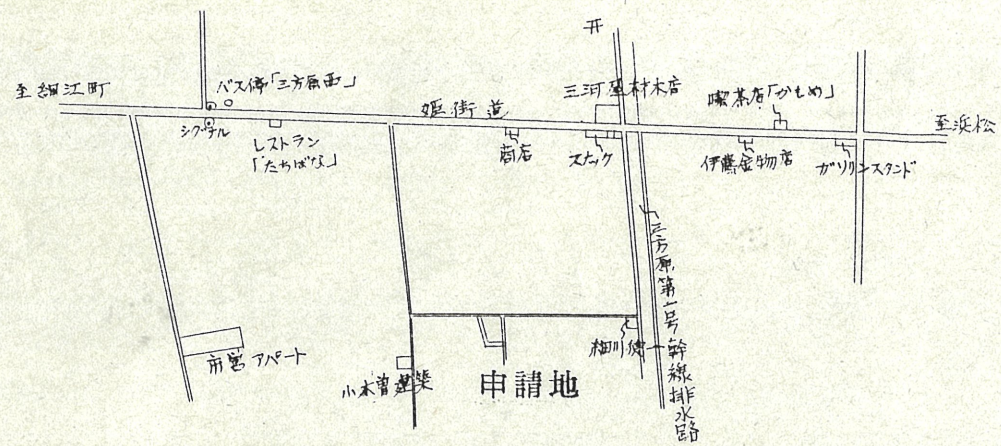 至細江町
バス停「三方原西」
シグナル
レストラン
「たちばな」
姫街道
商店
スナック
三河屋材木店
喫茶店「かもめ」
至浜松
伊藤金物店
ガソリンスタンド
三方原第一号幹線排水路
細川俊一
市営アパート
小木曽建築
申請地